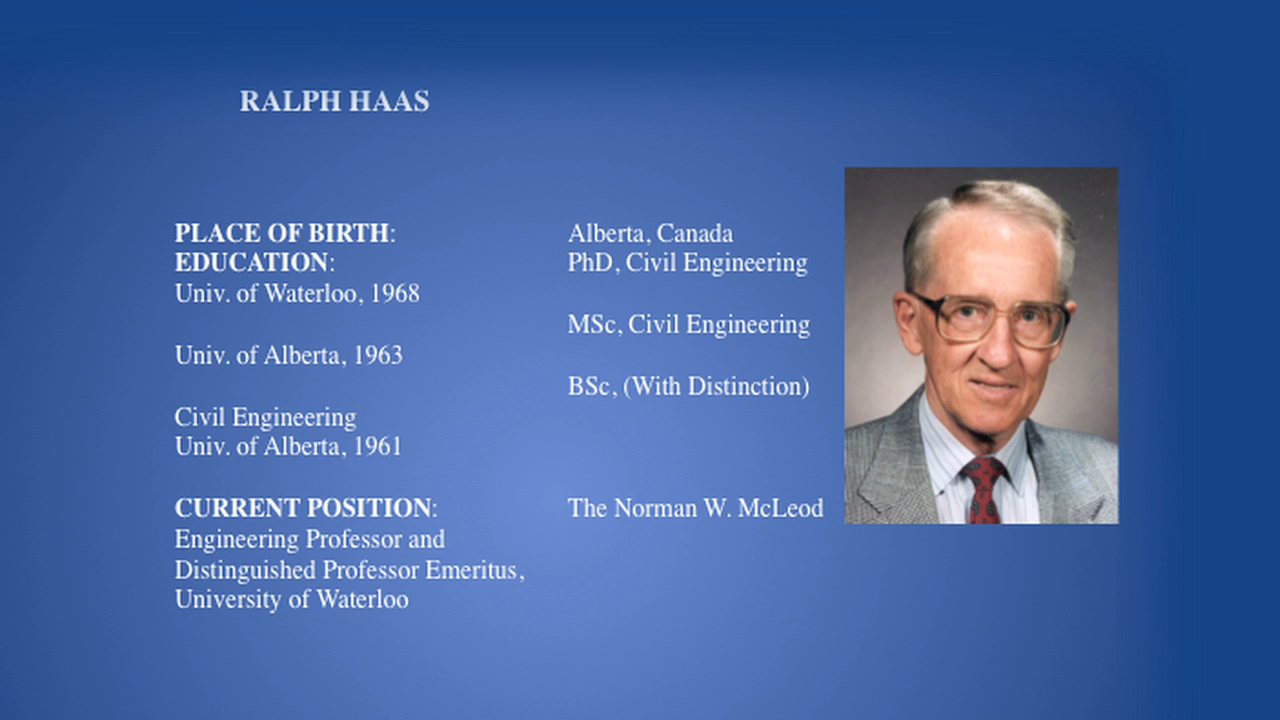 RALPH HAAS
PLACE OF BIRTH: Alberta, Canada
EDUCATION: PhD, Civil Engineering
Univ. of Waterloo, 1968
MSc, Civil Engineering
Univ. of Alberta, 1963
BSc, (With Distinction)
Civil Engineering
Univ. of Alberta, 1961
CURRENT POSITION: The Norman W. McLeod
Engineering Professor and
Distinguished Professor Emeritus,
University of Waterloo